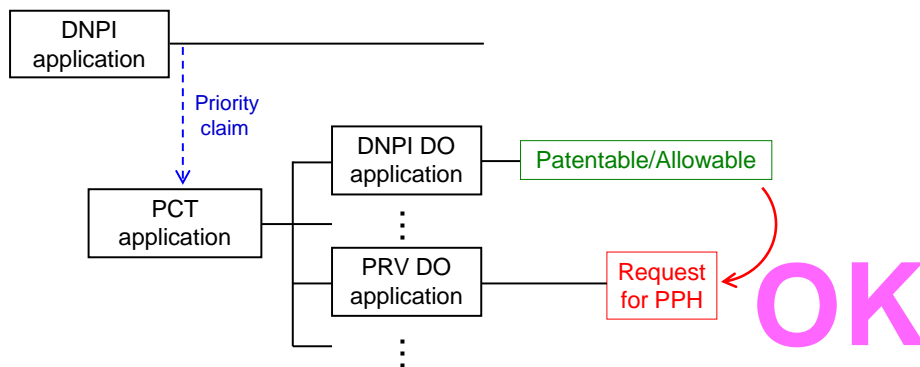 DNPI
application
Priority
claim
DNPI DO
application
Patentable/Allowable
PCT
application
PRV DO
application
Request
for PPH
OK